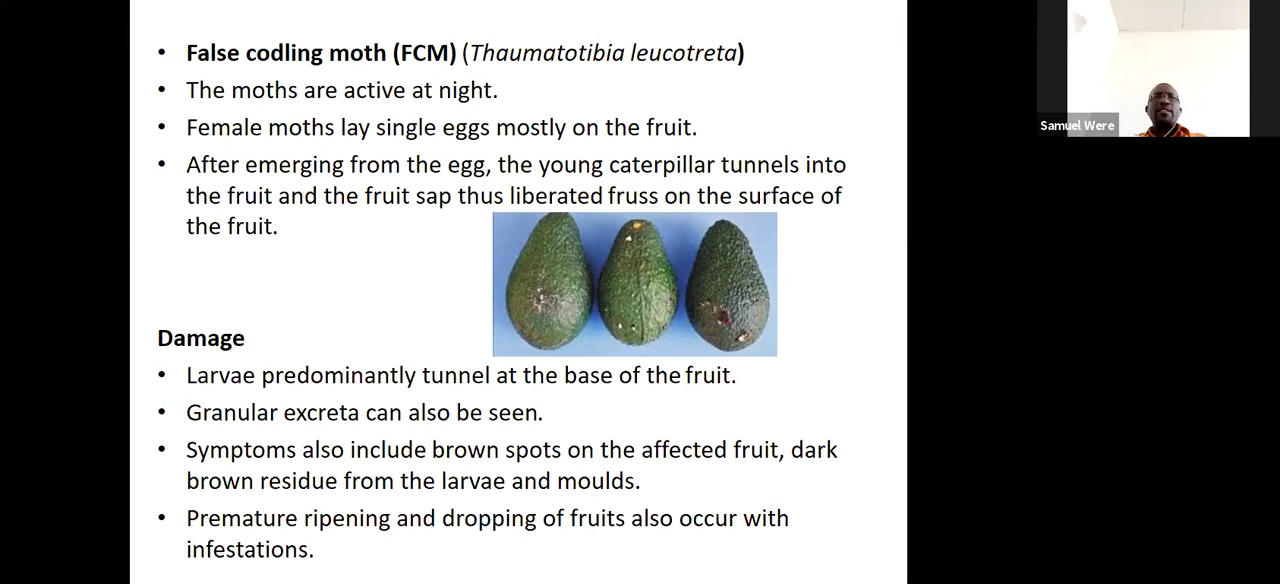 • False codling moth (FCM) (Thaumatotibia leucotreta)
• The moths are active at night.
• Female moths lay single eggs mostly on the fruit.
• After emerging from the egg, the young caterpillar tunnels into
the fruit and the fruit sap thus liberated fruss on the surface of
the fruit.
Damage
• Larvae predominantly tunnel at the base of the fruit.
• Granular excreta can also be seen.
• Symptoms also include brown spots on the affected fruit, dark
brown residue from the larvae and moulds.
• Premature ripening and dropping of fruits also occur with
infestations.
Samuel Were